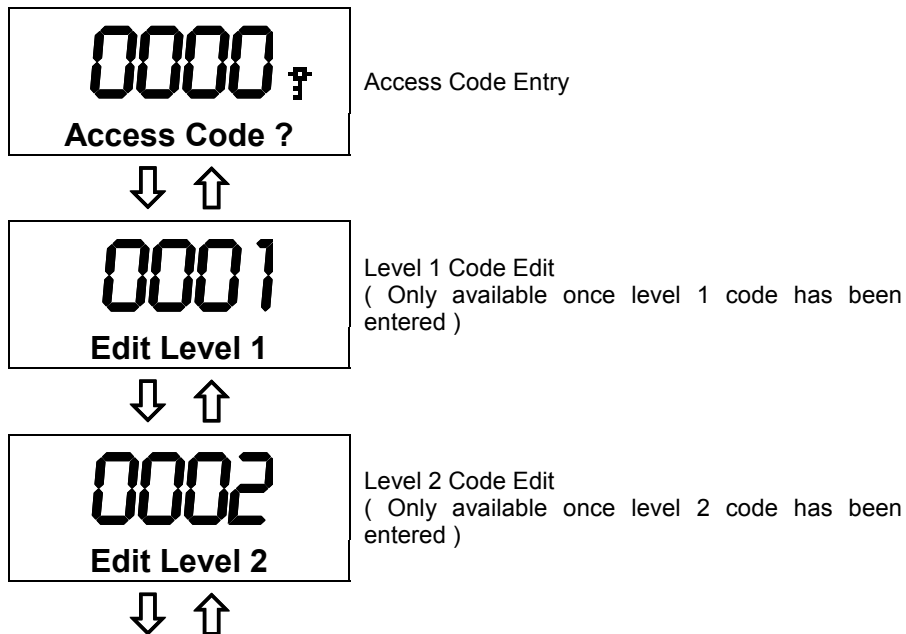 0000
Access Code ?
Access Code Entry
0001
Edit Level 1
Level 1 Code Edit
( Only available once level 1 code has been
entered )
0002
Edit Level 2
Level 2 Code Edit
( Only available once level 2 code has been
entered )